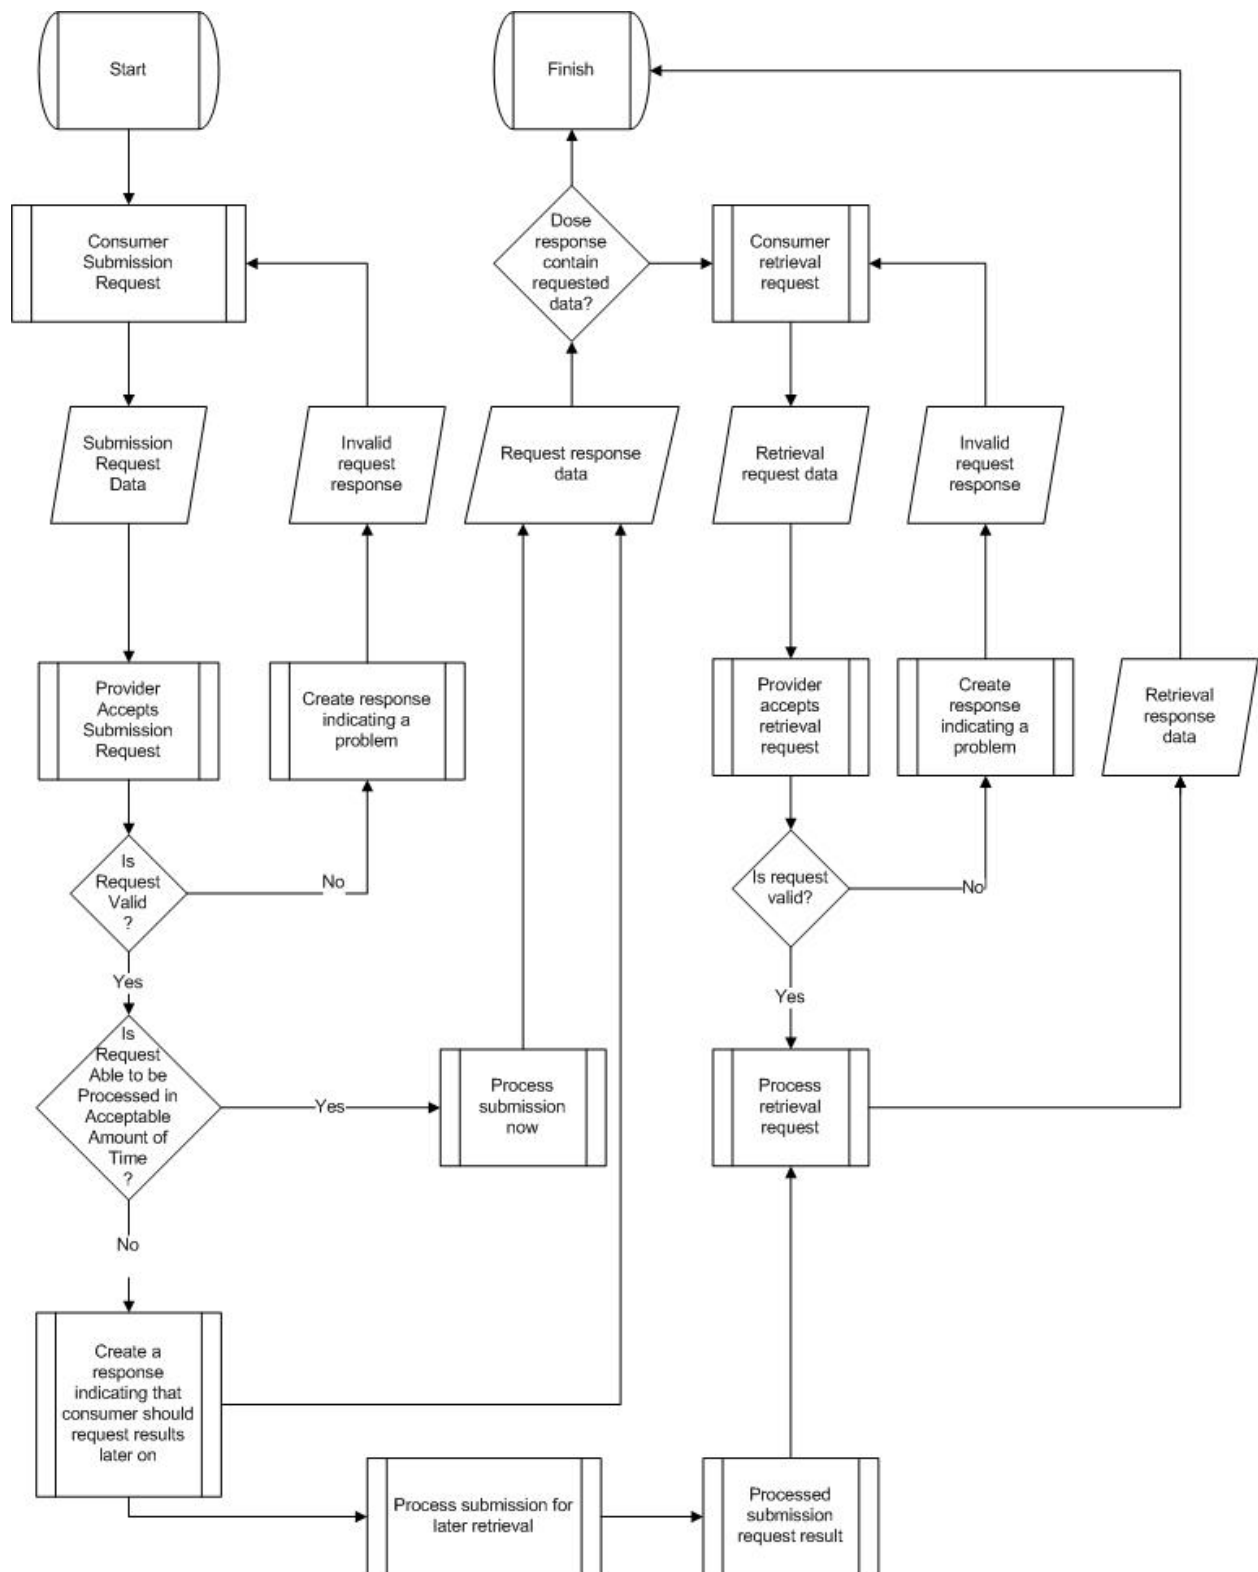 Start
Finish
Consumer
Submission
Request
Dose
response
contain
requested
data?
Consumer
retrieval
request
Submission
Request
Data
Invalid
request
response
Request response
data
Retrieval
request data
Invalid
request
response
Provider
Accepts
Submission
Request
Create response
indicating a
problem
Provider
accepts
retrieval
request
Create
response
indicating a
problem
Retrieval
response
data
Is
Request
Valid
?
No
Is request
valid?
No
Yes
Yes
Is
Request
Able to be
Processed in
Acceptable
Amount of
Time
?
Yes
Process
submission
now
Process
retrieval
request
No
Create a
response
indicating that
consumer should
request results
later on
Process submission for
later retrieval
Processed
submission
request result